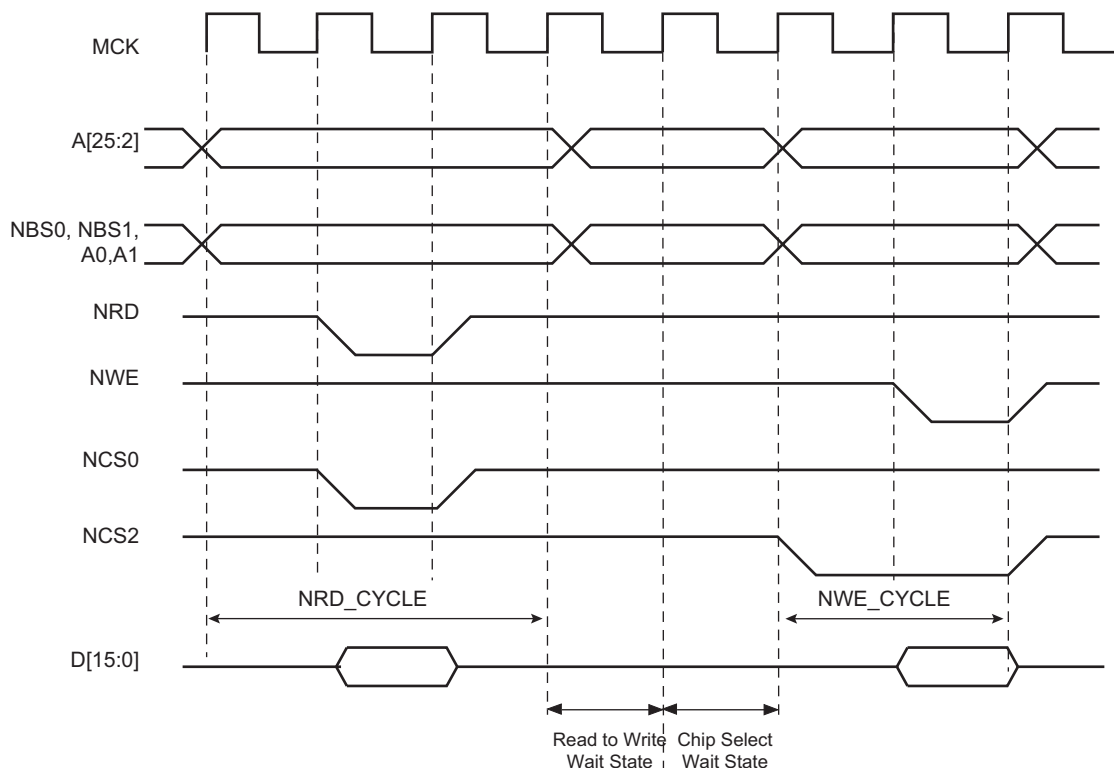 MCK
A[25:2]
NBS0, NBS1,
A0,A1
NRD
NWE
NCS0
NCS2
NRD_CYCLE
NWE_CYCLE
D[15:0]
Read to Write
Wait State
Chip Select
Wait State